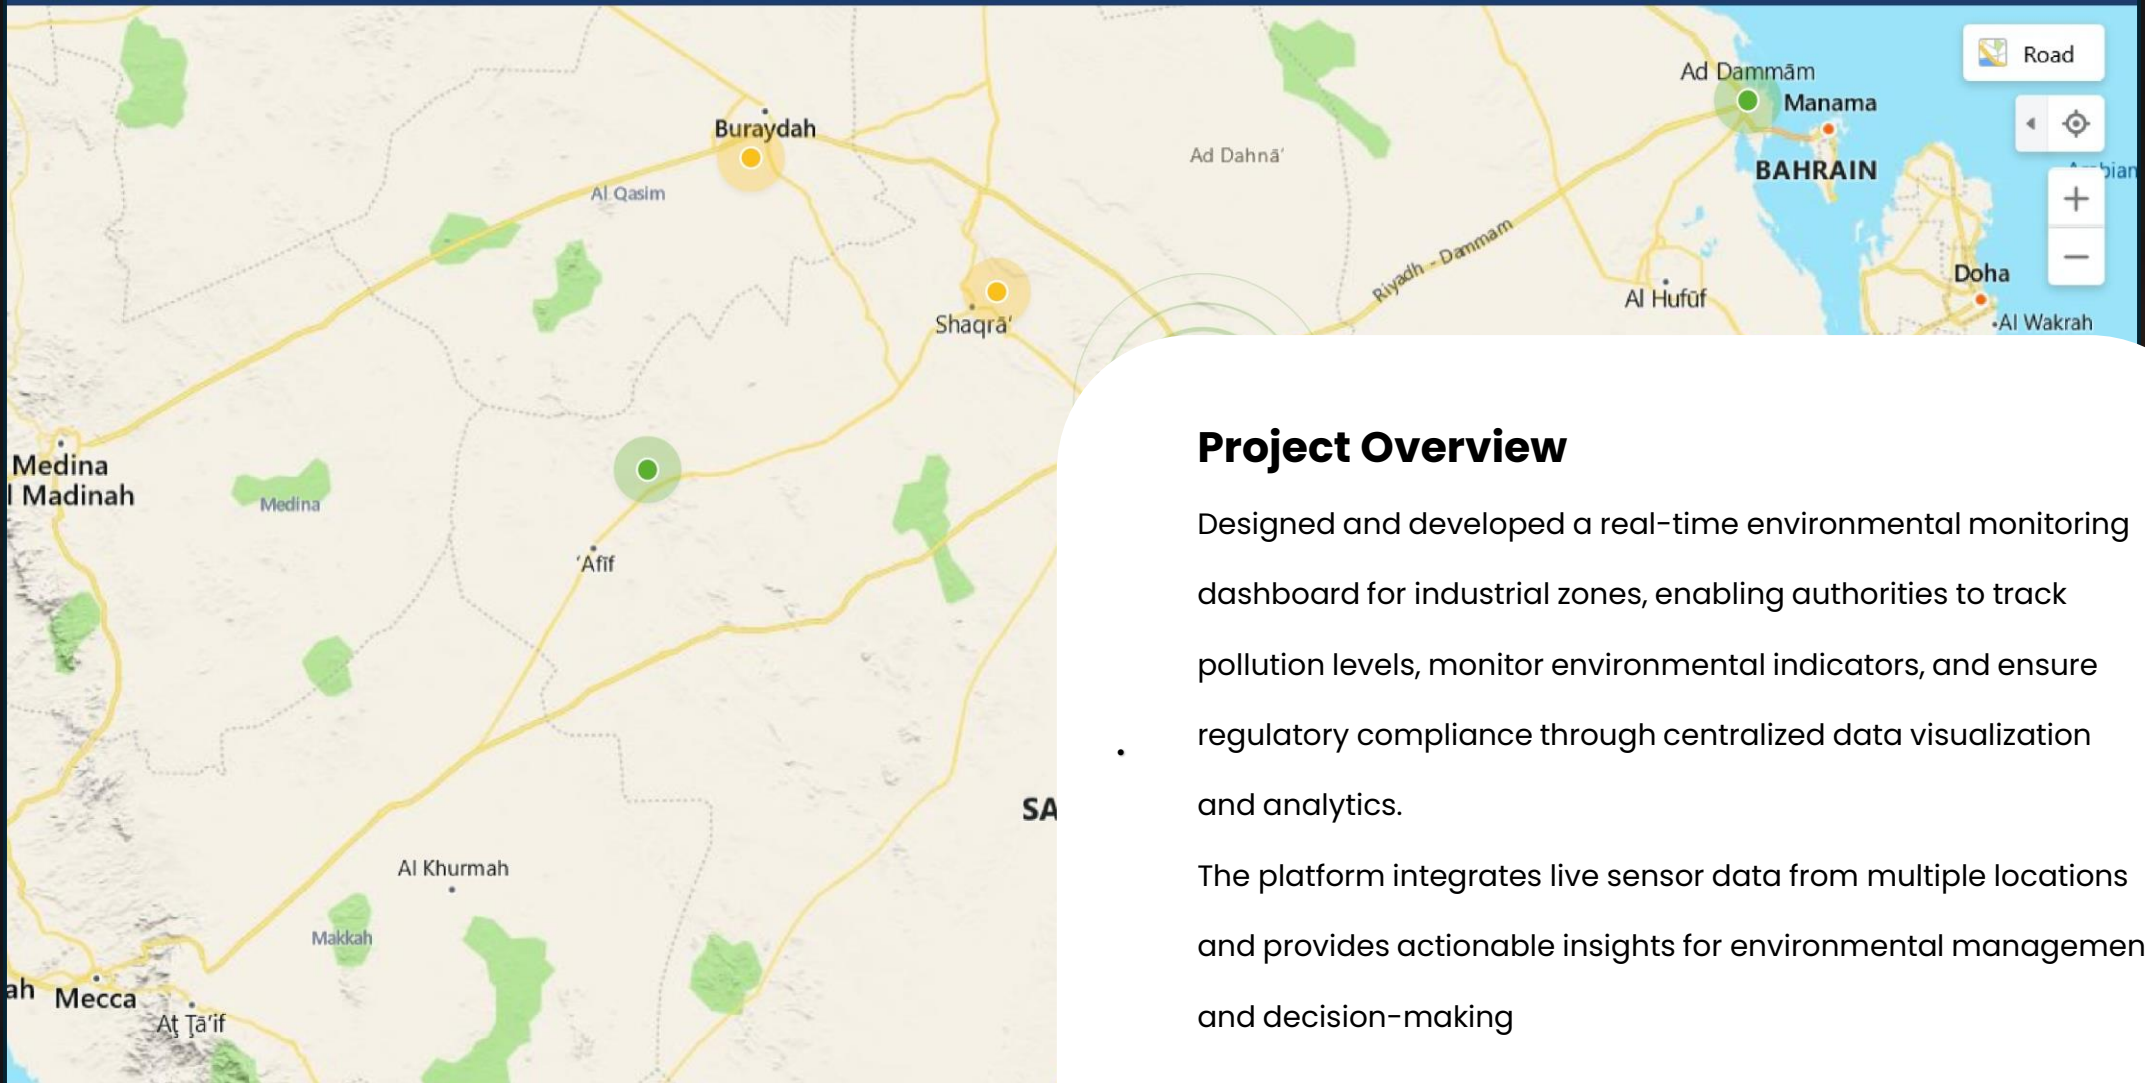 Road
Ad Dammām
Manama
Buraydah
Ad Dahnā’
BAHRAIN
Al Qasim
Riyadh - Dammam
Doha
Al Hufūf
Shaqrā’
Al Wakrah
Project Overview
Medina
l Madinah
Medina
Designed and developed a real-time environmental monitoring
‘Afīf
dashboard for industrial zones, enabling authorities to track
pollution levels, monitor environmental indicators, and ensure
regulatory compliance through centralized data visualization
SA
and analytics.
Al Khurmah
The platform integrates live sensor data from multiple locations
Makkah
and provides actionable insights for environmental managemen
ah
Mecca
Aţ Ţā’if
and decision-making